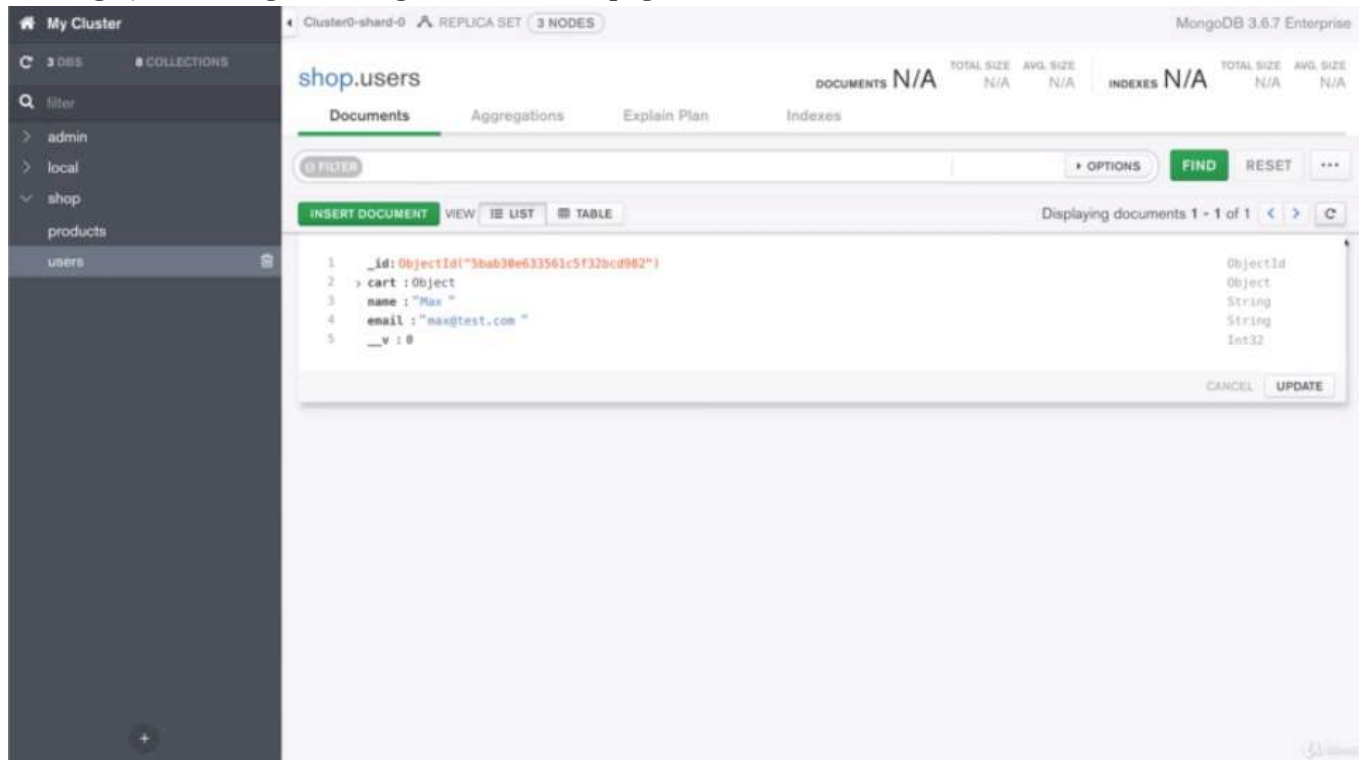 My Cluster
Cluster0-shard-0 REPLICA SET 3 NODES
MongoDB 3.6.7 Enterprise
3 DBS 8 COLLECTIONS
filter
admin
local
shop
products
users
shop.users
DOCUMENTS N/A TOTAL SIZE N/A AVG. SIZE N/A INDEXES N/A TOTAL SIZE N/A AVG. SIZE N/A
Documents Aggregations Explain Plan Indexes
FILTER OPTIONS FIND RESET ...
INSERT DOCUMENT VIEW LIST TABLE Displaying documents 1 - 1 of 1
1 _id: ObjectId("5bab30e633561c5f32bcd982") ObjectId
2 cart : Object Object
3 name : "Max " String
4 email : "max@test.com " String
5 __v : 0 Int32
CANCEL UPDATE